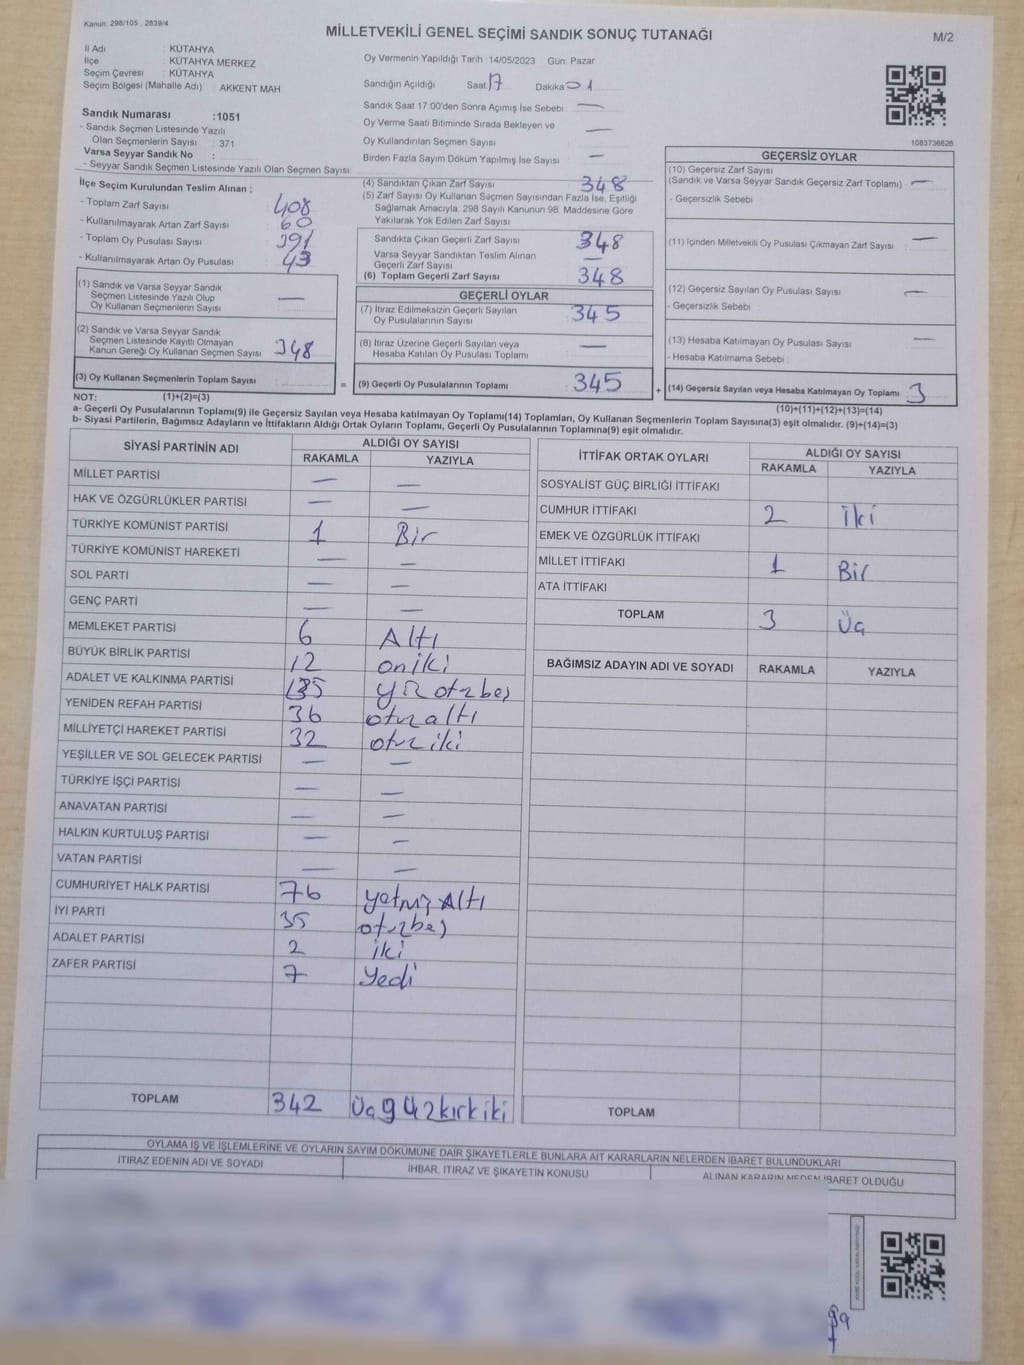 Kanun: 298/105 , 2839/4
MİLLETVEKİLİ GENEL SEÇİMİ SANDIK SONUÇ TUTANAĞI
M/2
İl Adı : KÜTAHYA
İlçe : KÜTAHYA MERKEZ
Seçim Çevresi : KÜTAHYA
Seçim Bölgesi (Mahalle Adı) AKKENT MAH
Oy Vermenin Yapıldığı Tarih : 14/05/2023 Gün: Pazar
Sandığın Açıldığı Saat 17 Dakika 01
Sandık Saat 17:00'den Sonra Açımış İse Sebebi : —
Oy Verme Saati Bitiminde Sırada Bekleyen ve
Oy Kullandırılan Seçmen Sayısı —
Birden Fazla Sayım Döküm Yapılmış İse Sayısı —
1083736626
Sandık Numarası :1051
- Sandık Seçmen Listesinde Yazılı
Olan Seçmenlerin Sayısı : 371
Varsa Seyyar Sandık No :
- Seyyar Sandık Seçmen Listesinde Yazılı Olan Seçmen Sayısı
İlçe Seçim Kurulundan Teslim Alınan ;
- Toplam Zarf Sayısı 408
- Kullanılmayarak Artan Zarf Sayısı 60
- Toplam Oy Pusulası Sayısı 391
- Kullanılmayarak Artan Oy Pusulası 43
(1) Sandık ve Varsa Seyyar Sandık
Seçmen Listesinde Yazılı Olup
Oy Kullanan Seçmenlerin Sayısı —
(2) Sandık ve Varsa Seyyar Sandık
Seçmen Listesinde Kayıtlı Olmayan
Kanun Gereği Oy Kullanan Seçmen Sayısı 348
(3) Oy Kullanan Seçmenlerin Toplam Sayısı =
(4) Sandıktan Çıkan Zarf Sayısı 348
(5) Zarf Sayısı Oy Kullanan Seçmen Sayısından Fazla İse, Eşitliği
Sağlamak Amacıyla, 298 Sayılı Kanunun 98. Maddesine Göre
Yakılarak Yok Edilen Zarf Sayısı
Sandıkta Çıkan Geçerli Zarf Sayısı 348
Varsa Seyyar Sandıktan Teslim Alınan
Geçerli Zarf Sayısı —
(6) Toplam Geçerli Zarf Sayısı 348
GEÇERLİ OYLAR
(7) İtiraz Edilmeksizin Geçerli Sayılan
Oy Pusulalarının Sayısı 345
(8) İtiraz Üzerine Geçerli Sayılan veya
Hesaba Katılan Oy Pusulası Toplamı —
(9) Geçerli Oy Pusulalarının Toplamı 345 +
GEÇERSİZ OYLAR
(10) Geçersiz Zarf Sayısı
(Sandık ve Varsa Seyyar Sandık Geçersiz Zarf Toplamı) —
- Geçersizlik Sebebi :
(11) İçinden Milletvekili Oy Pusulası Çıkmayan Zarf Sayısı —
(12) Geçersiz Sayılan Oy Pusulası Sayısı —
- Geçersizlik Sebebi :
(13) Hesaba Katılmayan Oy Pusulası Sayısı —
- Hesaba Katılmama Sebebi :
(14) Geçersiz Sayılan veya Hesaba Katılmayan Oy Toplamı 3
NOT: (1)+(2)=(3) (10)+(11)+(12)+(13)=(14)
a- Geçerli Oy Pusulalarının Toplamı(9) ile Geçersiz Sayılan veya Hesaba katılmayan Oy Toplamı(14) Toplamları, Oy Kullanan Seçmenlerin Toplam Sayısına(3) eşit olmalıdır. (9)+(14)=(3)
b- Siyasi Partilerin, Bağımsız Adayların ve İttifakların Aldığı Ortak Oyların Toplamı, Geçerli Oy Pusulalarının Toplamına(9) eşit olmalıdır.
SİYASİ PARTİNİN ADI ALDIĞI OY SAYISI
RAKAMLA YAZIYLA
MİLLET PARTİSİ — —
HAK VE ÖZGÜRLÜKLER PARTİSİ — —
TÜRKİYE KOMÜNİST PARTİSİ 1 Bir
TÜRKİYE KOMÜNİST HAREKETİ — —
SOL PARTİ — —
GENÇ PARTİ — —
MEMLEKET PARTİSİ 6 Altı
BÜYÜK BİRLİK PARTİSİ 12 oniki
ADALET VE KALKINMA PARTİSİ 135 yüz otuzbeş
YENİDEN REFAH PARTİSİ 36 otuz altı
MİLLİYETÇİ HAREKET PARTİSİ 32 otuz iki
YEŞİLLER VE SOL GELECEK PARTİSİ — —
TÜRKİYE İŞÇİ PARTİSİ — —
ANAVATAN PARTİSİ — —
HALKIN KURTULUŞ PARTİSİ — —
VATAN PARTİSİ — —
CUMHURİYET HALK PARTİSİ 76 yetmiş Altı
İYİ PARTİ 35 otuzbeş
ADALET PARTİSİ 2 iki
ZAFER PARTİSİ 7 Yedi
TOPLAM 342 Üçyüzkırkiki
İTTİFAK ORTAK OYLARI ALDIĞI OY SAYISI
RAKAMLA YAZIYLA
SOSYALİST GÜÇ BİRLİĞİ İTTİFAKI
CUMHUR İTTİFAKI 2 iki
EMEK VE ÖZGÜRLÜK İTTİFAKI
MİLLET İTTİFAKI 1 Bir
ATA İTTİFAKI
TOPLAM 3 Üç
BAĞIMSIZ ADAYIN ADI VE SOYADI RAKAMLA YAZIYLA
TOPLAM
OYLAMA İŞ VE İŞLEMLERİNE VE OYLARIN SAYIM DÖKÜMÜNE DAİR ŞİKAYETLERLE BUNLARA AİT KARARLARIN NELERDEN İBARET BULUNDUKLARI
İTİRAZ EDENİN ADI VE SOYADI İHBAR, İTİRAZ VE ŞİKAYETİN KONUSU ALINAN KARARIN NEDEN İBARET OLDUĞU